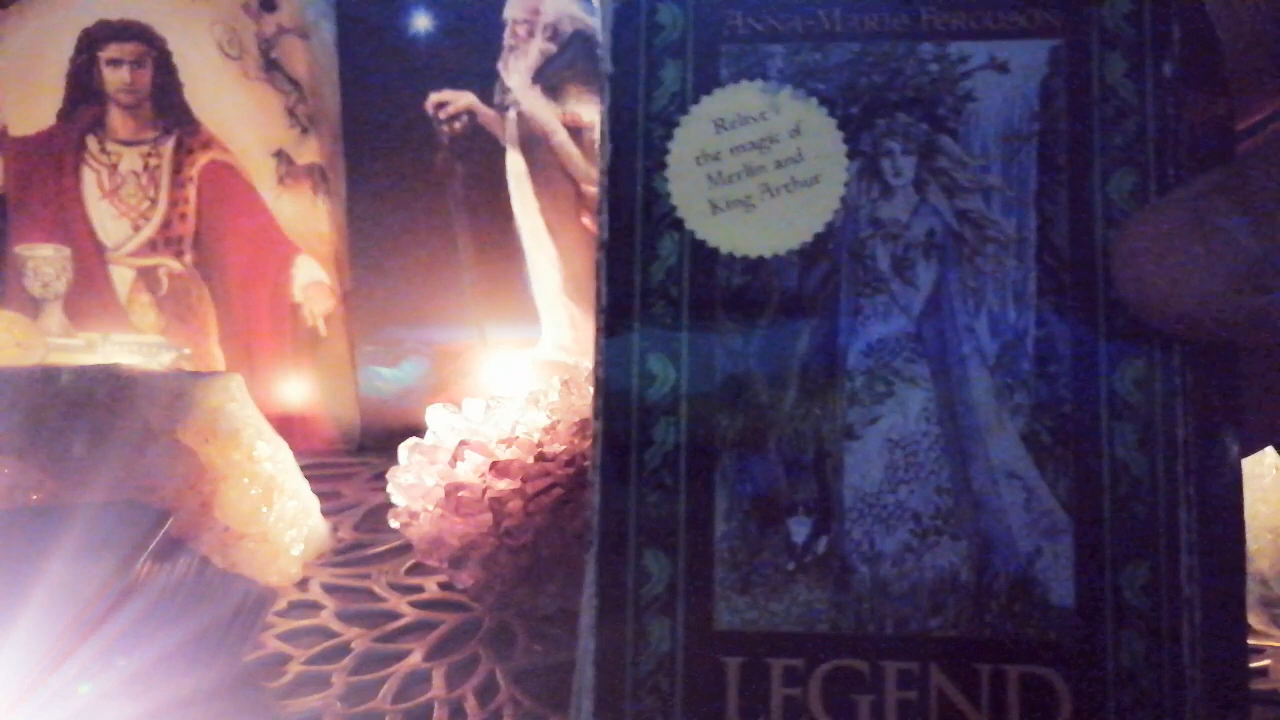 ANNA-MARIE FERGUSON
Relive
the magic of
Merlin and
King Arthur
LEGEND